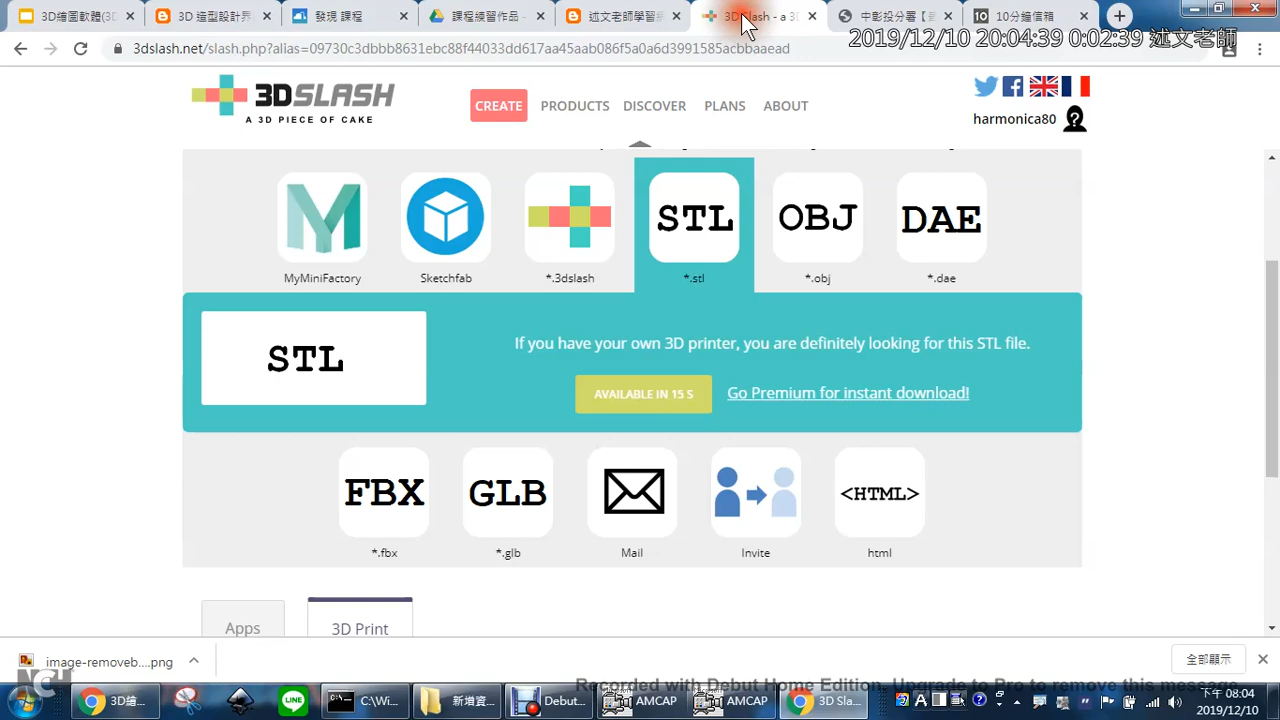 3D繪圖軟體(3D
3D 造型設計界
發現 課程
課程練習作品 -
述文老師學習網
3D Slash - a 3D
中彰投分署【
10 10分鐘信箱
3dslash.net/slash.php?alias=09730c3dbbb8631ebc88f44033dd617aa5044aab086f5a0a6d3991585acbbaaead
2019/12/10 20:04:39 0:02:39 述文老師
3DSLASH
A 3D PIECE OF CAKE
CREATE PRODUCTS DISCOVER PLANS ABOUT
harmonica80
STL OBJ DAE
MyMiniFactory Sketchfab *.3dslash *.stl *.obj *.dae
STL
If you have your own 3D printer, you are definitely looking for this STL file.
AVAILABLE IN 15 S Go Premium for instant download!
FBX GLB <HTML>
*.fbx *.glb Mail Invite html
Apps 3D Print
image-removeb....png
全部顯示
NCH
Recorded with Debut Home Edition. Upgrade to Pro to remove this message
LINE C:\Wi... 新增資... Debut... AMCAP AMCAP 3D Sla...
下午 08:04
2019/12/10